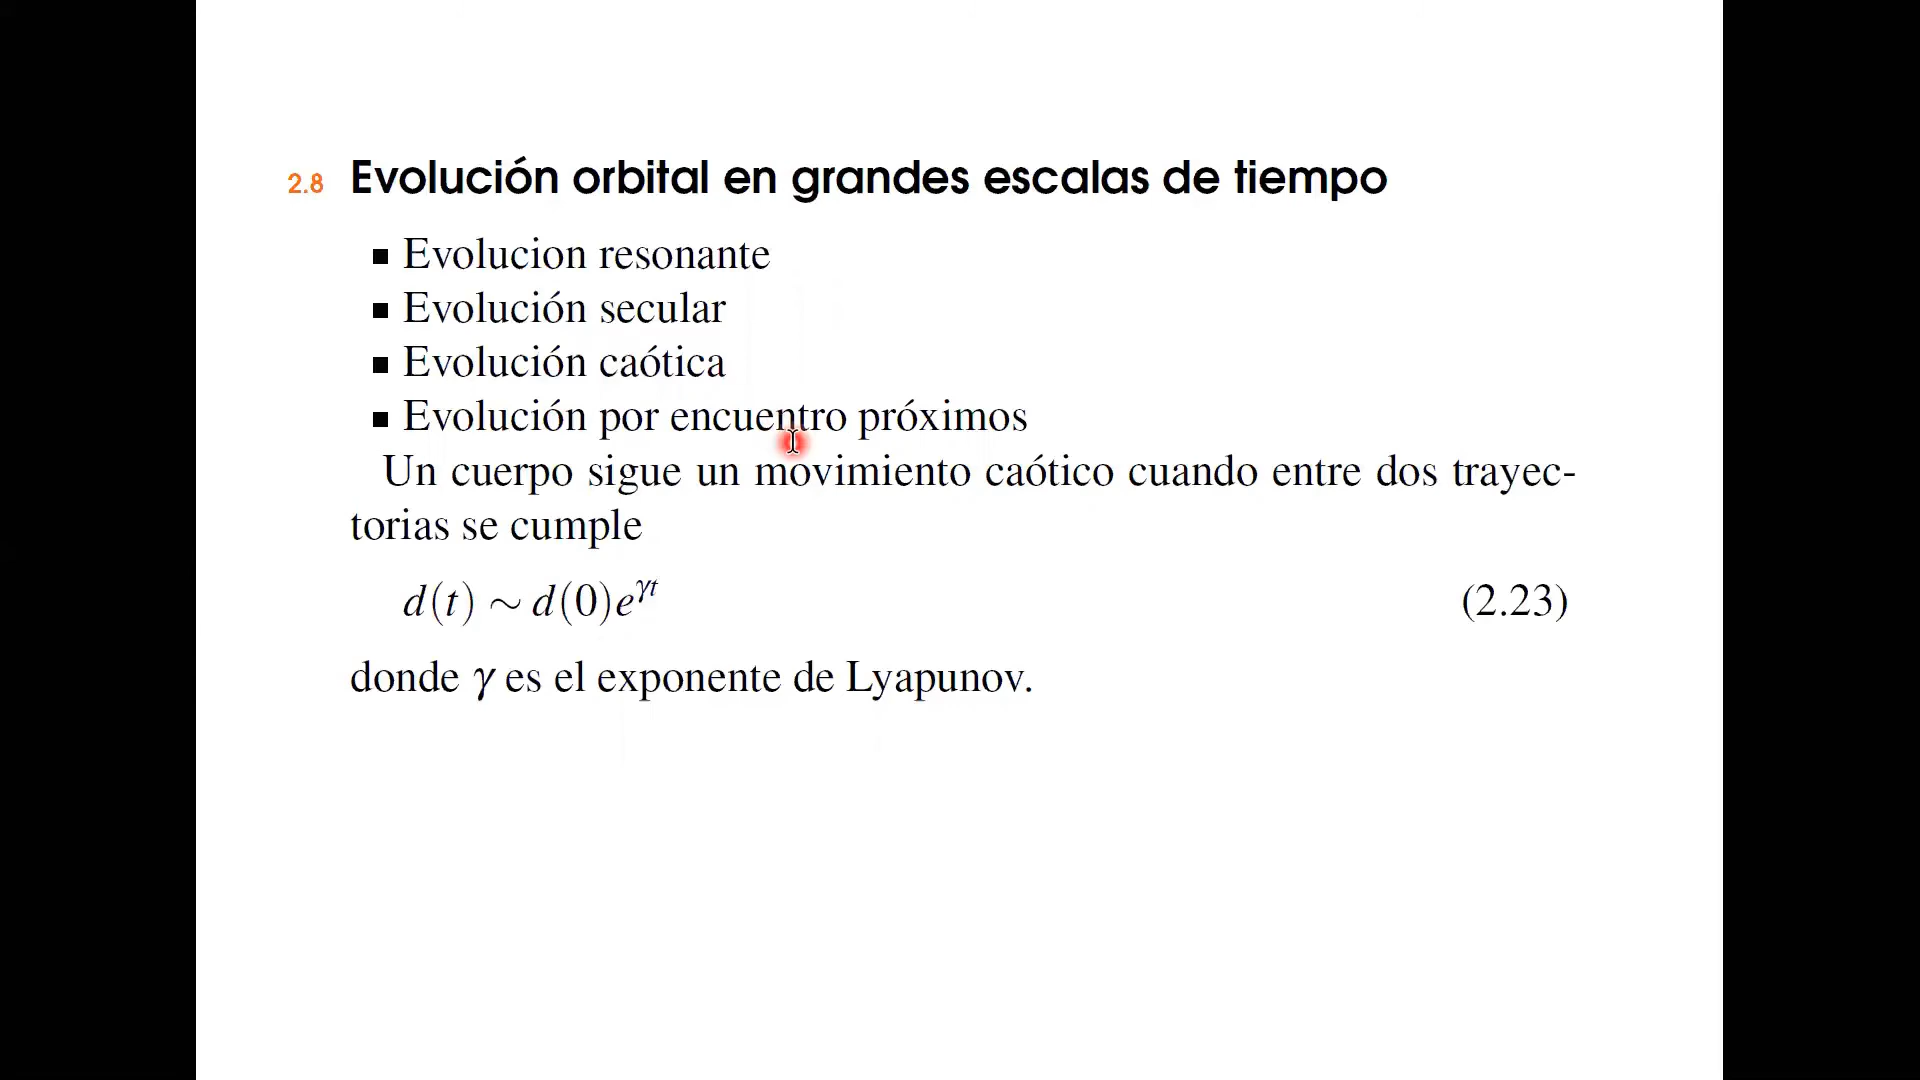 2.8 Evolución orbital en grandes escalas de tiempo
▪ Evolucion resonante
▪ Evolución secular
▪ Evolución caótica
▪ Evolución por encuentro próximos
Un cuerpo sigue un movimiento caótico cuando entre dos trayec-
torias se cumple
d(t) ∼ d(0)e^{γt} (2.23)
donde γ es el exponente de Lyapunov.